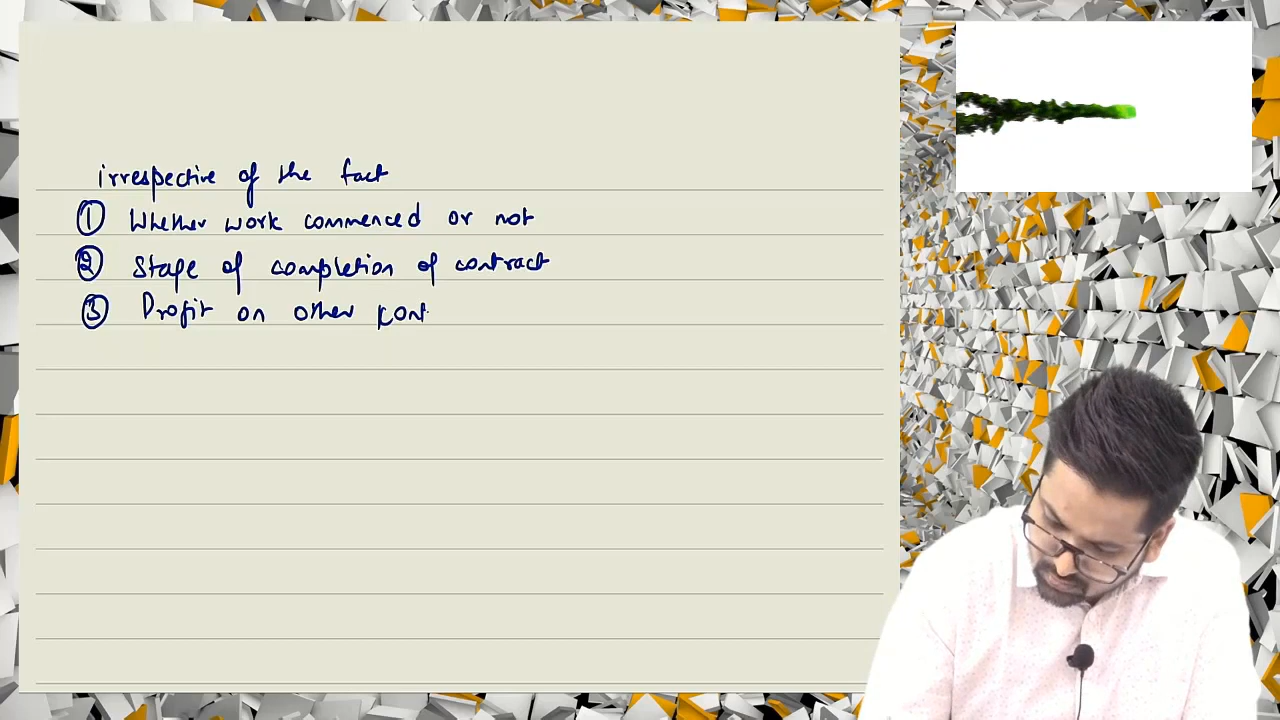 irrespective of the fact
① Whether work commenced or not
② Stage of completion of contract
③ Profit on other cont